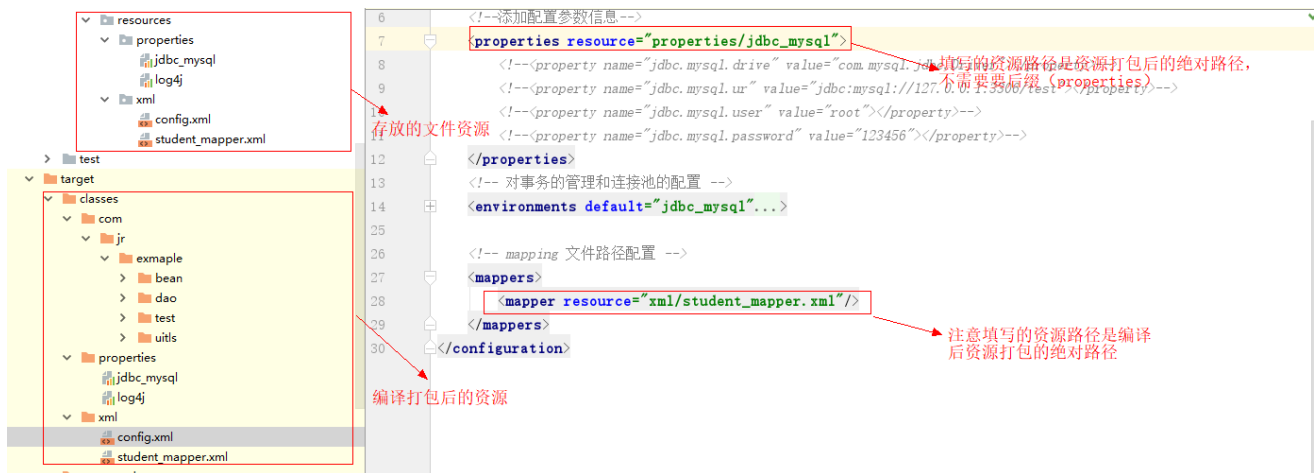 resources
properties
jdbc_mysql
log4j
xml
config.xml
student_mapper.xml
存放的文件资源
test
target
classes
com
jr
exmaple
bean
dao
test
uitls
properties
jdbc_mysql
log4j
xml
config.xml
student_mapper.xml
编译打包后的资源
6 <!--添加配置参数信息-->
7 <properties resource="properties/jdbc_mysql">
填写的资源路径是资源打包后的绝对路径，
不需要要后缀（properties）
8 <!--<property name="jdbc.mysql.drive" value="com.mysql.
9 <!--<property name="jdbc.mysql.ur" value="jdbc:mysql://127.0.0.1:3306/test"></property>-->
<!--<property name="jdbc.mysql.user" value="root"></property>-->
11 <!--<property name="jdbc.mysql.password" value="123456"></property>-->
12 </properties>
13 <!-- 对事务的管理和连接池的配置 -->
14 <environments default="jdbc_mysql"...>
25
26 <!-- mapping 文件路径配置 -->
27 <mappers>
28 <mapper resource="xml/student_mapper.xml"/>
29 </mappers>
注意填写的资源路径是编译
后资源打包的绝对路径
30 </configuration>